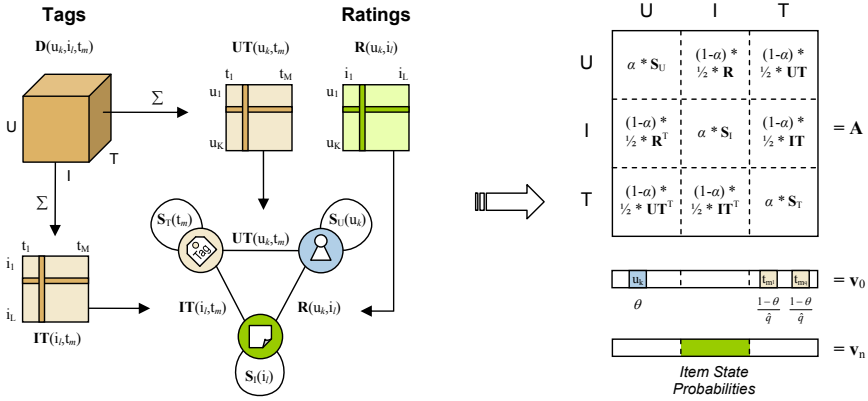 Tags
Ratings
D(uk,il,tm)
UT(uk,tm)
R(uk,il)
t1 tM
i1 iL
u1
uK
u1
uK
Σ
U
I
T
Σ
t1 tM
i1
iL
IT(il,tm)
ST(tm)
SU(uk)
Tag
UT(uk,tm)
IT(il,tm)
R(uk,il)
SI(il)
U I T
U
α * SU
(1-α) * ½ * R
(1-α) * ½ * UT
I
(1-α) * ½ * R^T
α * SI
(1-α) * ½ * IT
= A
T
(1-α) * ½ * UT^T
(1-α) * ½ * IT^T
α * ST
uk
tm1
tmq
= v0
θ
1−θ
q̂
1−θ
q̂
= vn
Item State
Probabilities